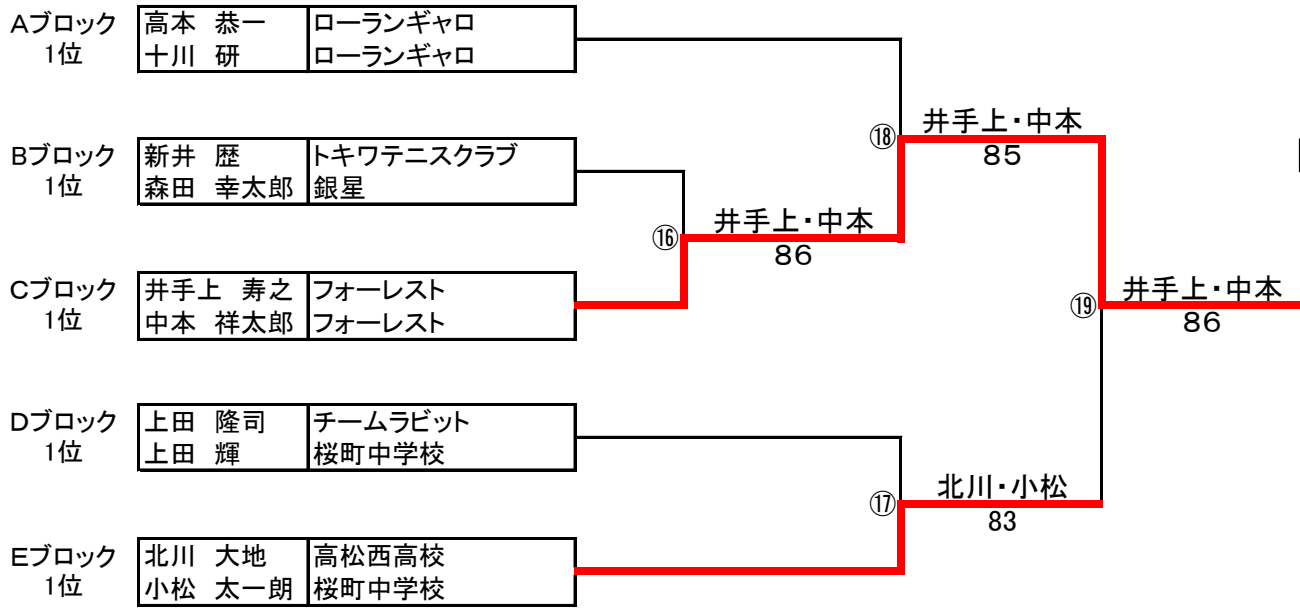 Aブロック
1位
高本 恭一 ローランギャロ
十川 研 ローランギャロ
Bブロック
1位
新井 歴 トキワテニスクラブ
森田 幸太郎 銀星
Cブロック
1位
井手上 寿之 フォーレスト
中本 祥太郎 フォーレスト
Dブロック
1位
上田 隆司 チームラビット
上田 輝 桜町中学校
Eブロック
1位
北川 大地 高松西高校
小松 太一朗 桜町中学校
⑯
井手上・中本
86
⑱
井手上・中本
85
⑰
北川・小松
83
⑲
井手上・中本
86